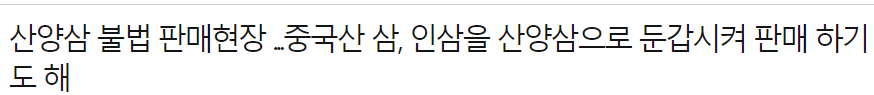 산양삼 불법 판매현장 ...중국산 삼, 인삼을 산양삼으로 둔갑시켜 판매 하기
도 해